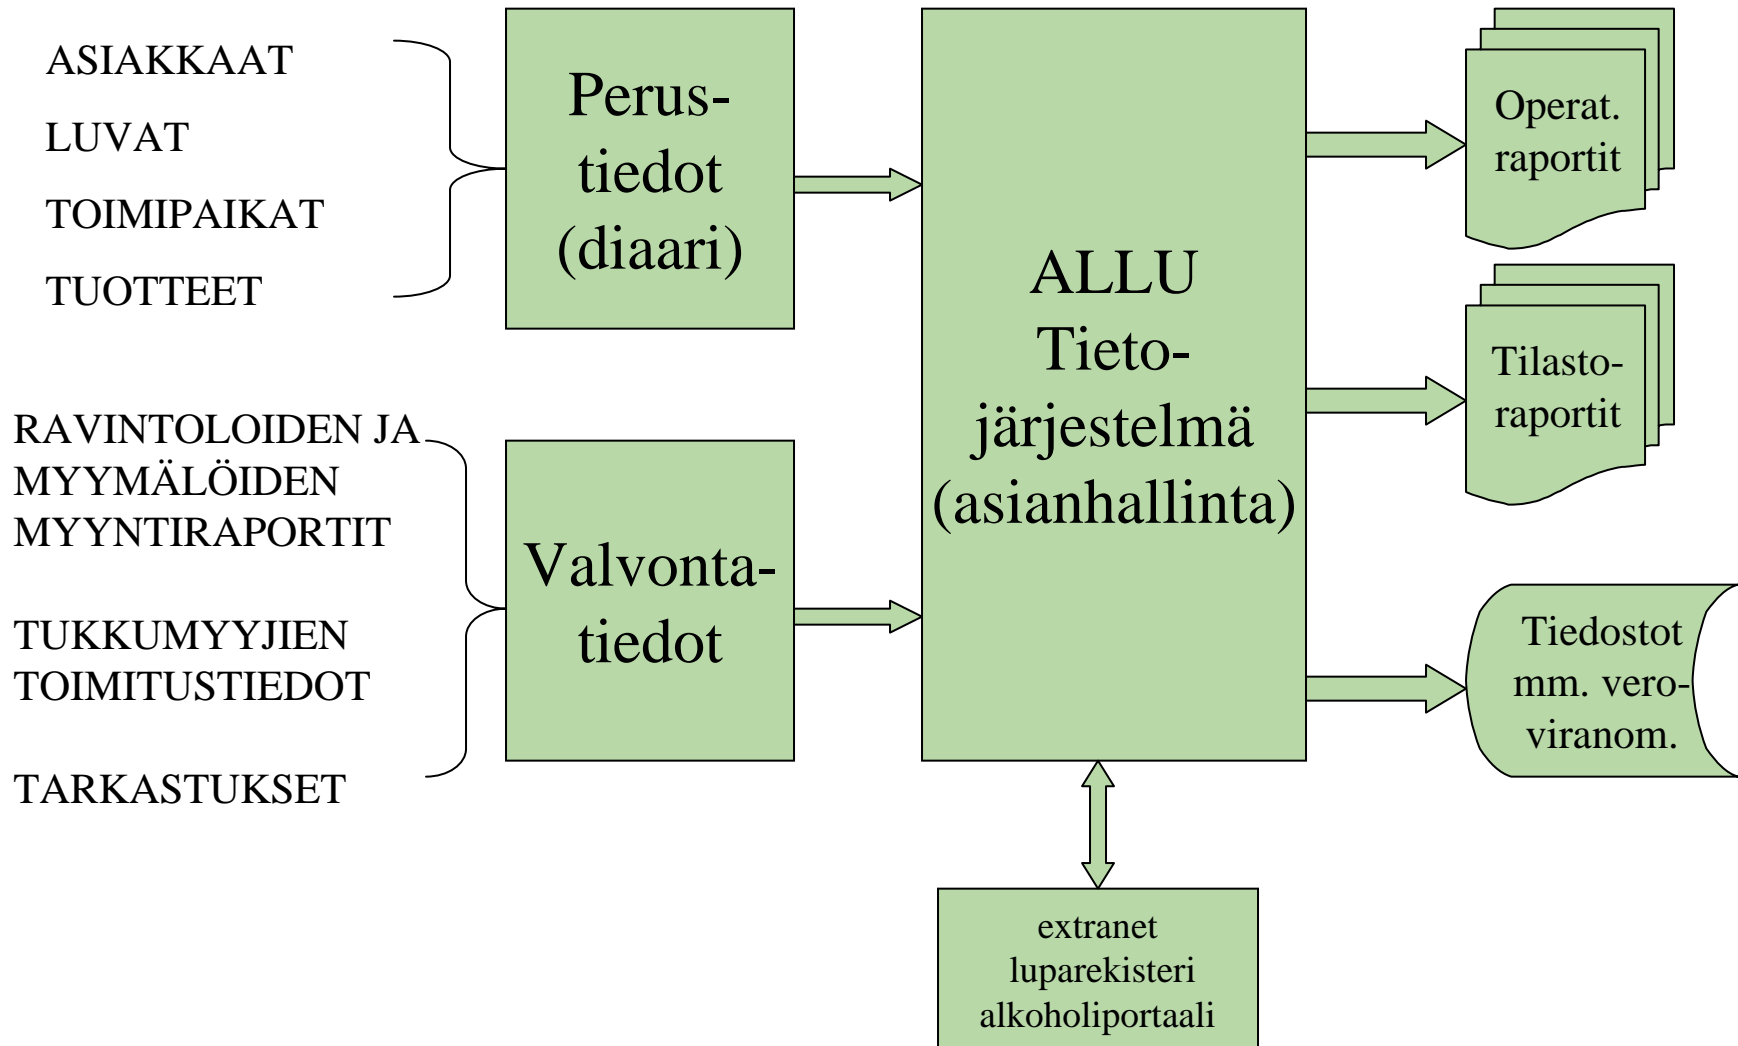 ASIAKKAAT
LUVAT
TOIMIPAIKAT
TUOTTEET
RAVINTOLOIDEN JA
MYYMÄLÖIDEN
MYYNTIRAPORTIT
TUKKUMYYJIEN
TOIMITUSTIEDOT
TARKASTUKSET
Perus-
tiedot
(diaari)
Valvonta-
tiedot
ALLU
Tieto-
järjestelmä
(asianhallinta)
Operat.
raportit
Tilasto-
raportit
Tiedostot
mm. vero-
viranom.
extranet
luparekisteri
alkoholiportaali